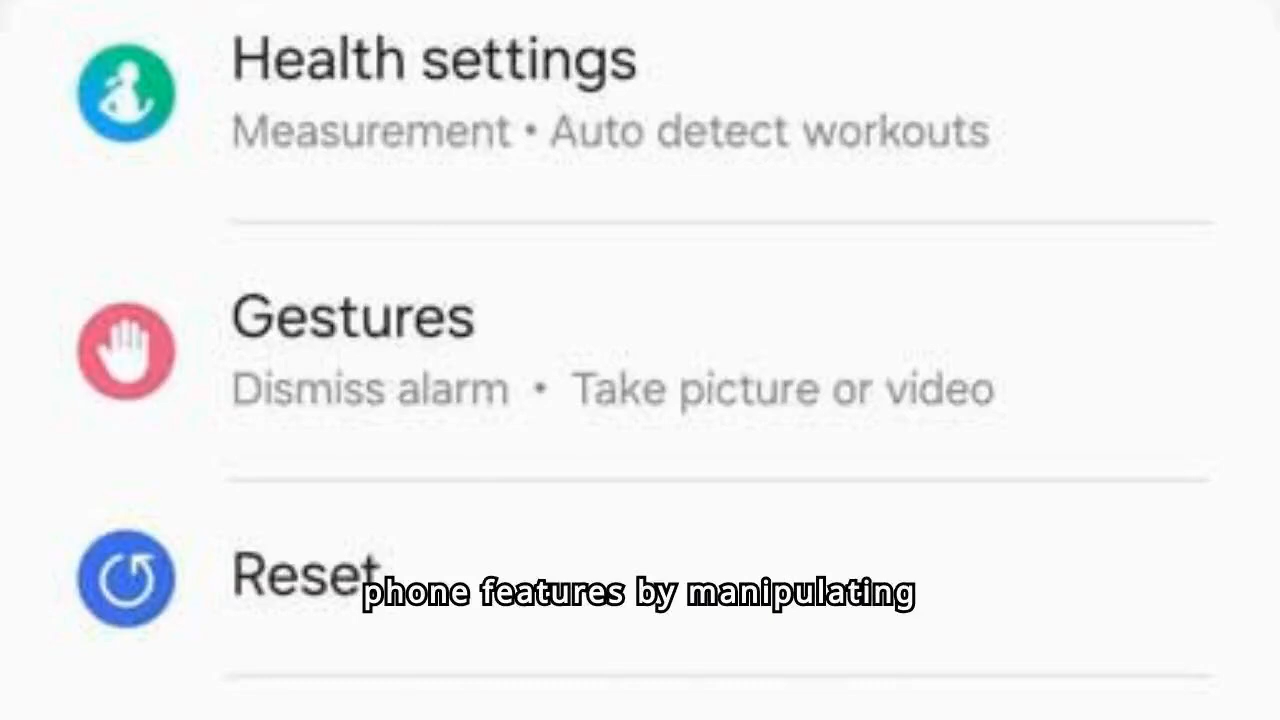 Health settings
Measurement • Auto detect workouts
Gestures
Dismiss alarm • Take picture or video
Reset
phone features by manipulating